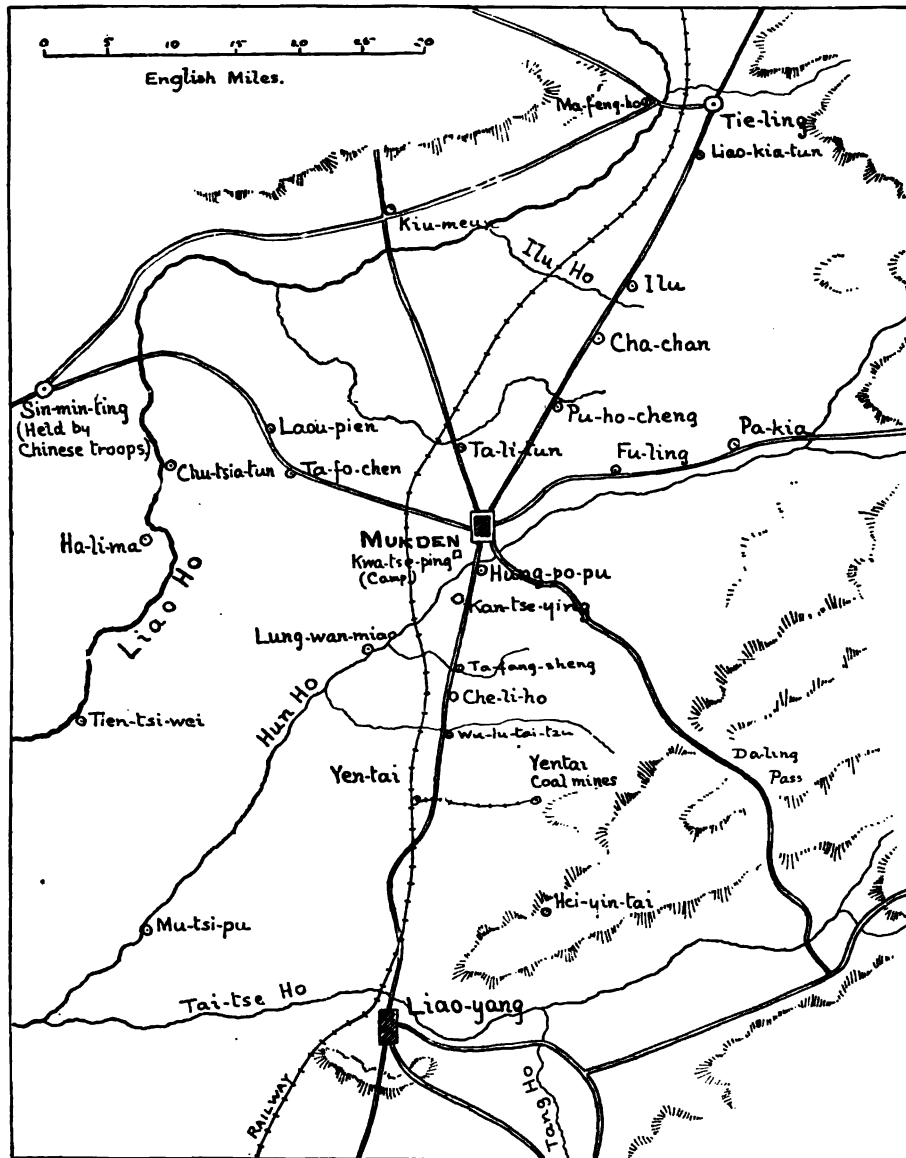 0 5 10 15 20 25 30
English Miles.
Ma-feng-ho
Tie-ling
Liao-kia-tun
Kiu-meun
Ilu Ho
Ilu
Cha-chan
Sin-min-ting
(Held by
Chinese troops)
Laou-pien
Pu-ho-cheng
Pa-kia
Chu-tsia-tun
Ta-fo-chen
Ta-li-tun
Fu-ling
Ha-li-ma
MUKDEN
Kwa-tse-ping
(Camp)
Hung-po-pu
Liao Ho
Kan-tse-ying
Lung-wan-miao
Ta-fang-sheng
Hun Ho
Che-li-ho
Tien-tsi-wei
Wu-lu-tai-tzu
Da-ling
Pass
Yen-tai
Yentai
Coal mines
Hei-yin-tai
Mu-tsi-pu
Tai-tse Ho
Liao-yang
RAILWAY
Tang Ho